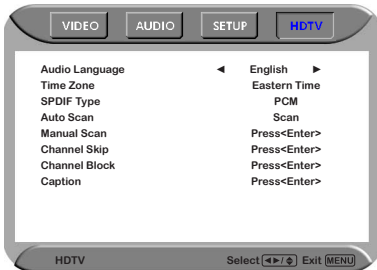 VIDEO AUDIO SETUP HDTV
Audio Language ◄ English ►
Time Zone Eastern Time
SPDIF Type PCM
Auto Scan Scan
Manual Scan Press<Enter>
Channel Skip Press<Enter>
Channel Block Press<Enter>
Caption Press<Enter>
HDTV Select ◄►/◆ Exit MENU